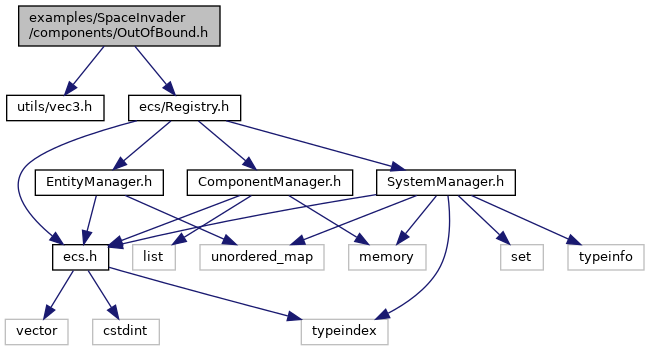 examples/SpaceInvader
/components/OutOfBound.h
utils/vec3.h
ecs/Registry.h
EntityManager.h
ComponentManager.h
SystemManager.h
ecs.h
list
unordered_map
memory
set
typeinfo
vector
cstdint
typeindex